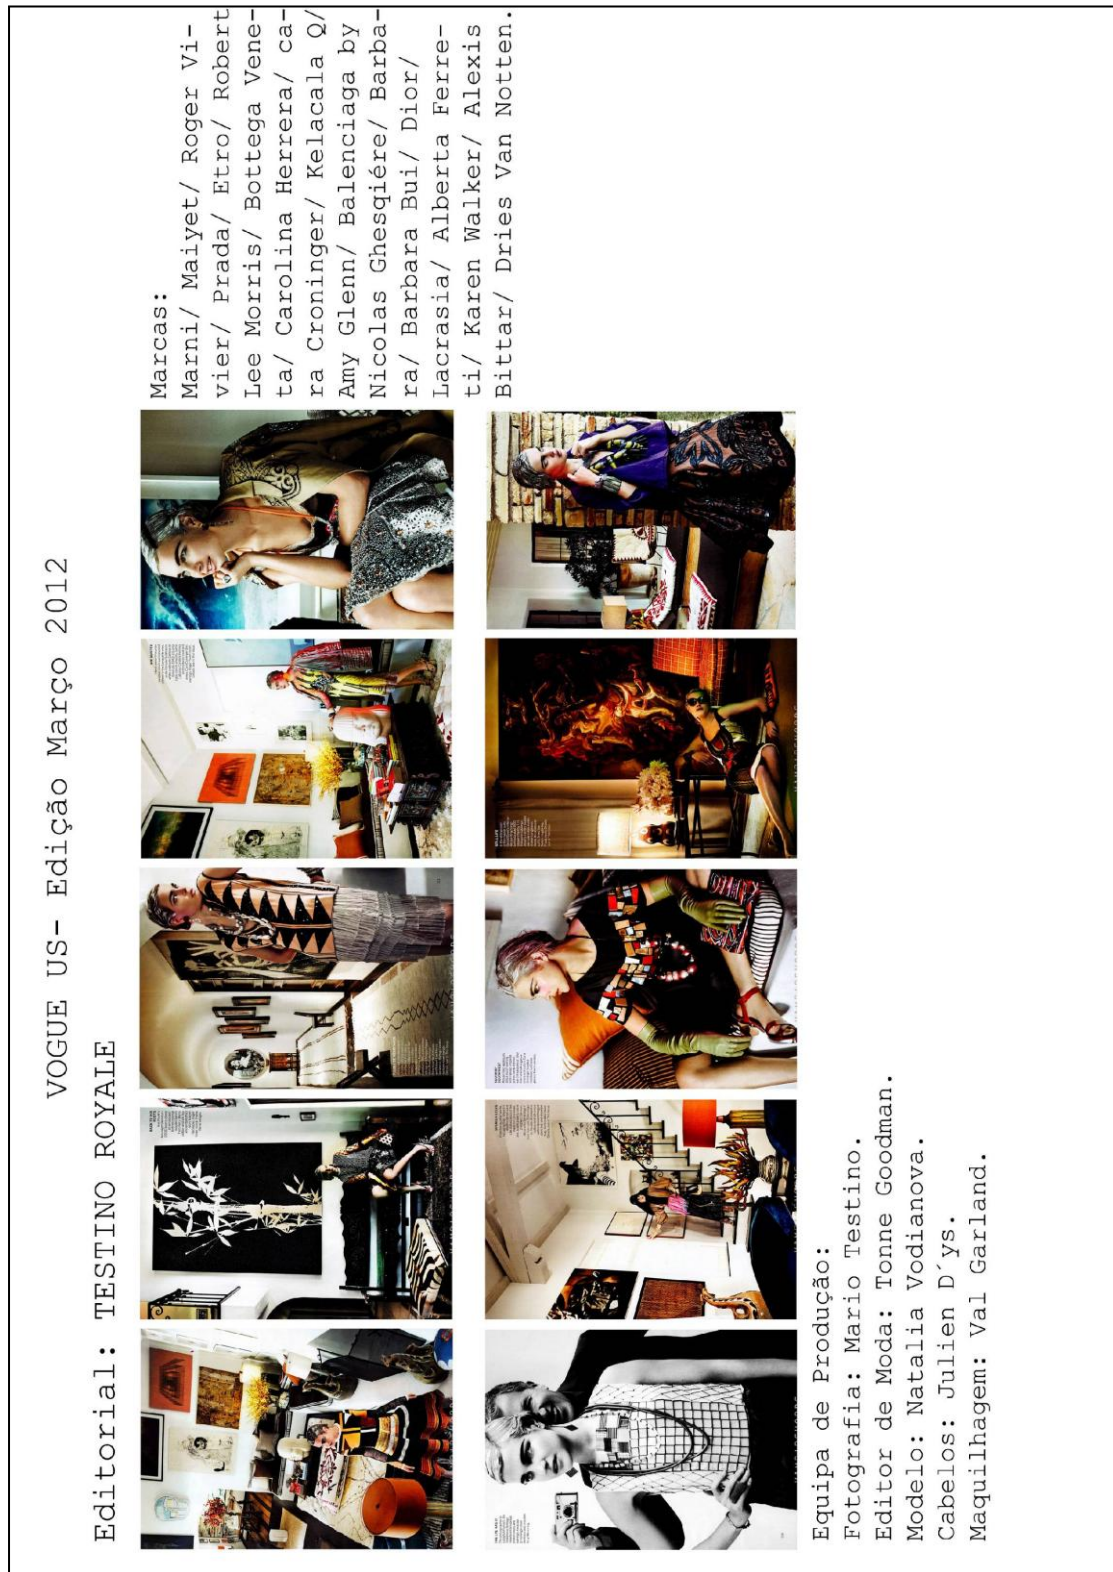 VOGUE US- Edição Março 2012
Editorial: TESTINO ROYALE
Marcas:
Marni/ Maiyet/ Roger Vi-
vier/ Prada/ Etro/ Robert
Lee Morris/ Bottega Vene-
ta/ Carolina Herrera/ ca-
ra Croninger/ Kelacala Q/
Amy Glenn/ Balenciaga by
Nicolas Ghesqiére/ Barba-
ra/ Barbara Bui/ Dior/
Lacrasia/ Alberta Ferre-
ti/ Karen Walker/ Alexis
Bittar/ Dries Van Notten.
Equipa de Produção:
Fotografia: Mario Testino.
Editor de Moda: Tonne Goodman.
Modelo: Natalia Vodianova.
Cabelos: Julien D´ys.
Maquilhagem: Val Garland.